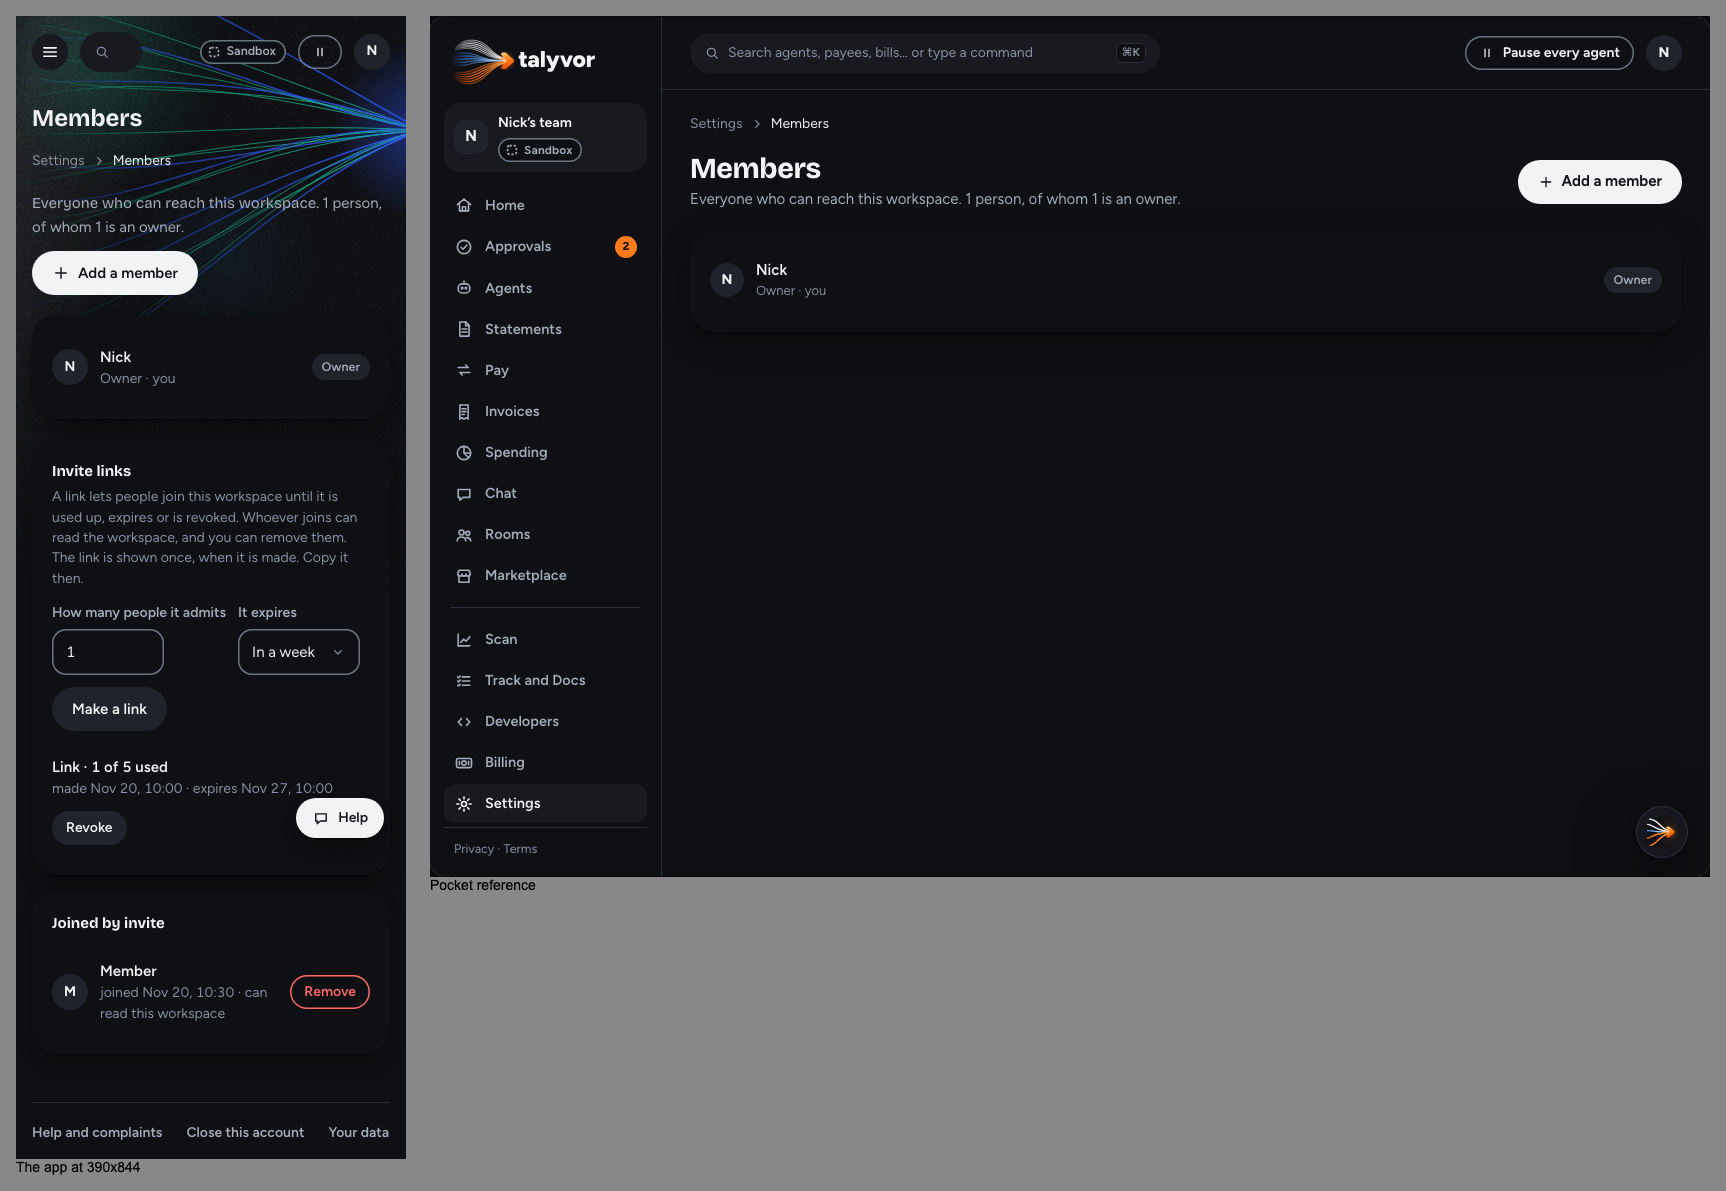 Sandbox
N
Members
Settings > Members
Everyone who can reach this workspace. 1 person,
of whom 1 is an owner.
+ Add a member
N
Nick
Owner · you
Owner
Invite links
A link lets people join this workspace until it is
used up, expires or is revoked. Whoever joins can
read the workspace, and you can remove them.
The link is shown once, when it is made. Copy it
then.
How many people it admits
It expires
1
In a week
Make a link
Link · 1 of 5 used
made Nov 20, 10:00 · expires Nov 27, 10:00
Revoke
Help
Joined by invite
M
Member
joined Nov 20, 10:30 · can
read this workspace
Remove
Help and complaints
Close this account
Your data
The app at 390x844
talyvor
N
Nick's team
Sandbox
Home
Approvals
2
Agents
Statements
Pay
Invoices
Spending
Chat
Rooms
Marketplace
Scan
Track and Docs
Developers
Billing
Settings
Privacy · Terms
Search agents, payees, bills... or type a command
⌘K
Pause every agent
N
Settings > Members
Members
Everyone who can reach this workspace. 1 person, of whom 1 is an owner.
+ Add a member
N
Nick
Owner · you
Owner
Pocket reference